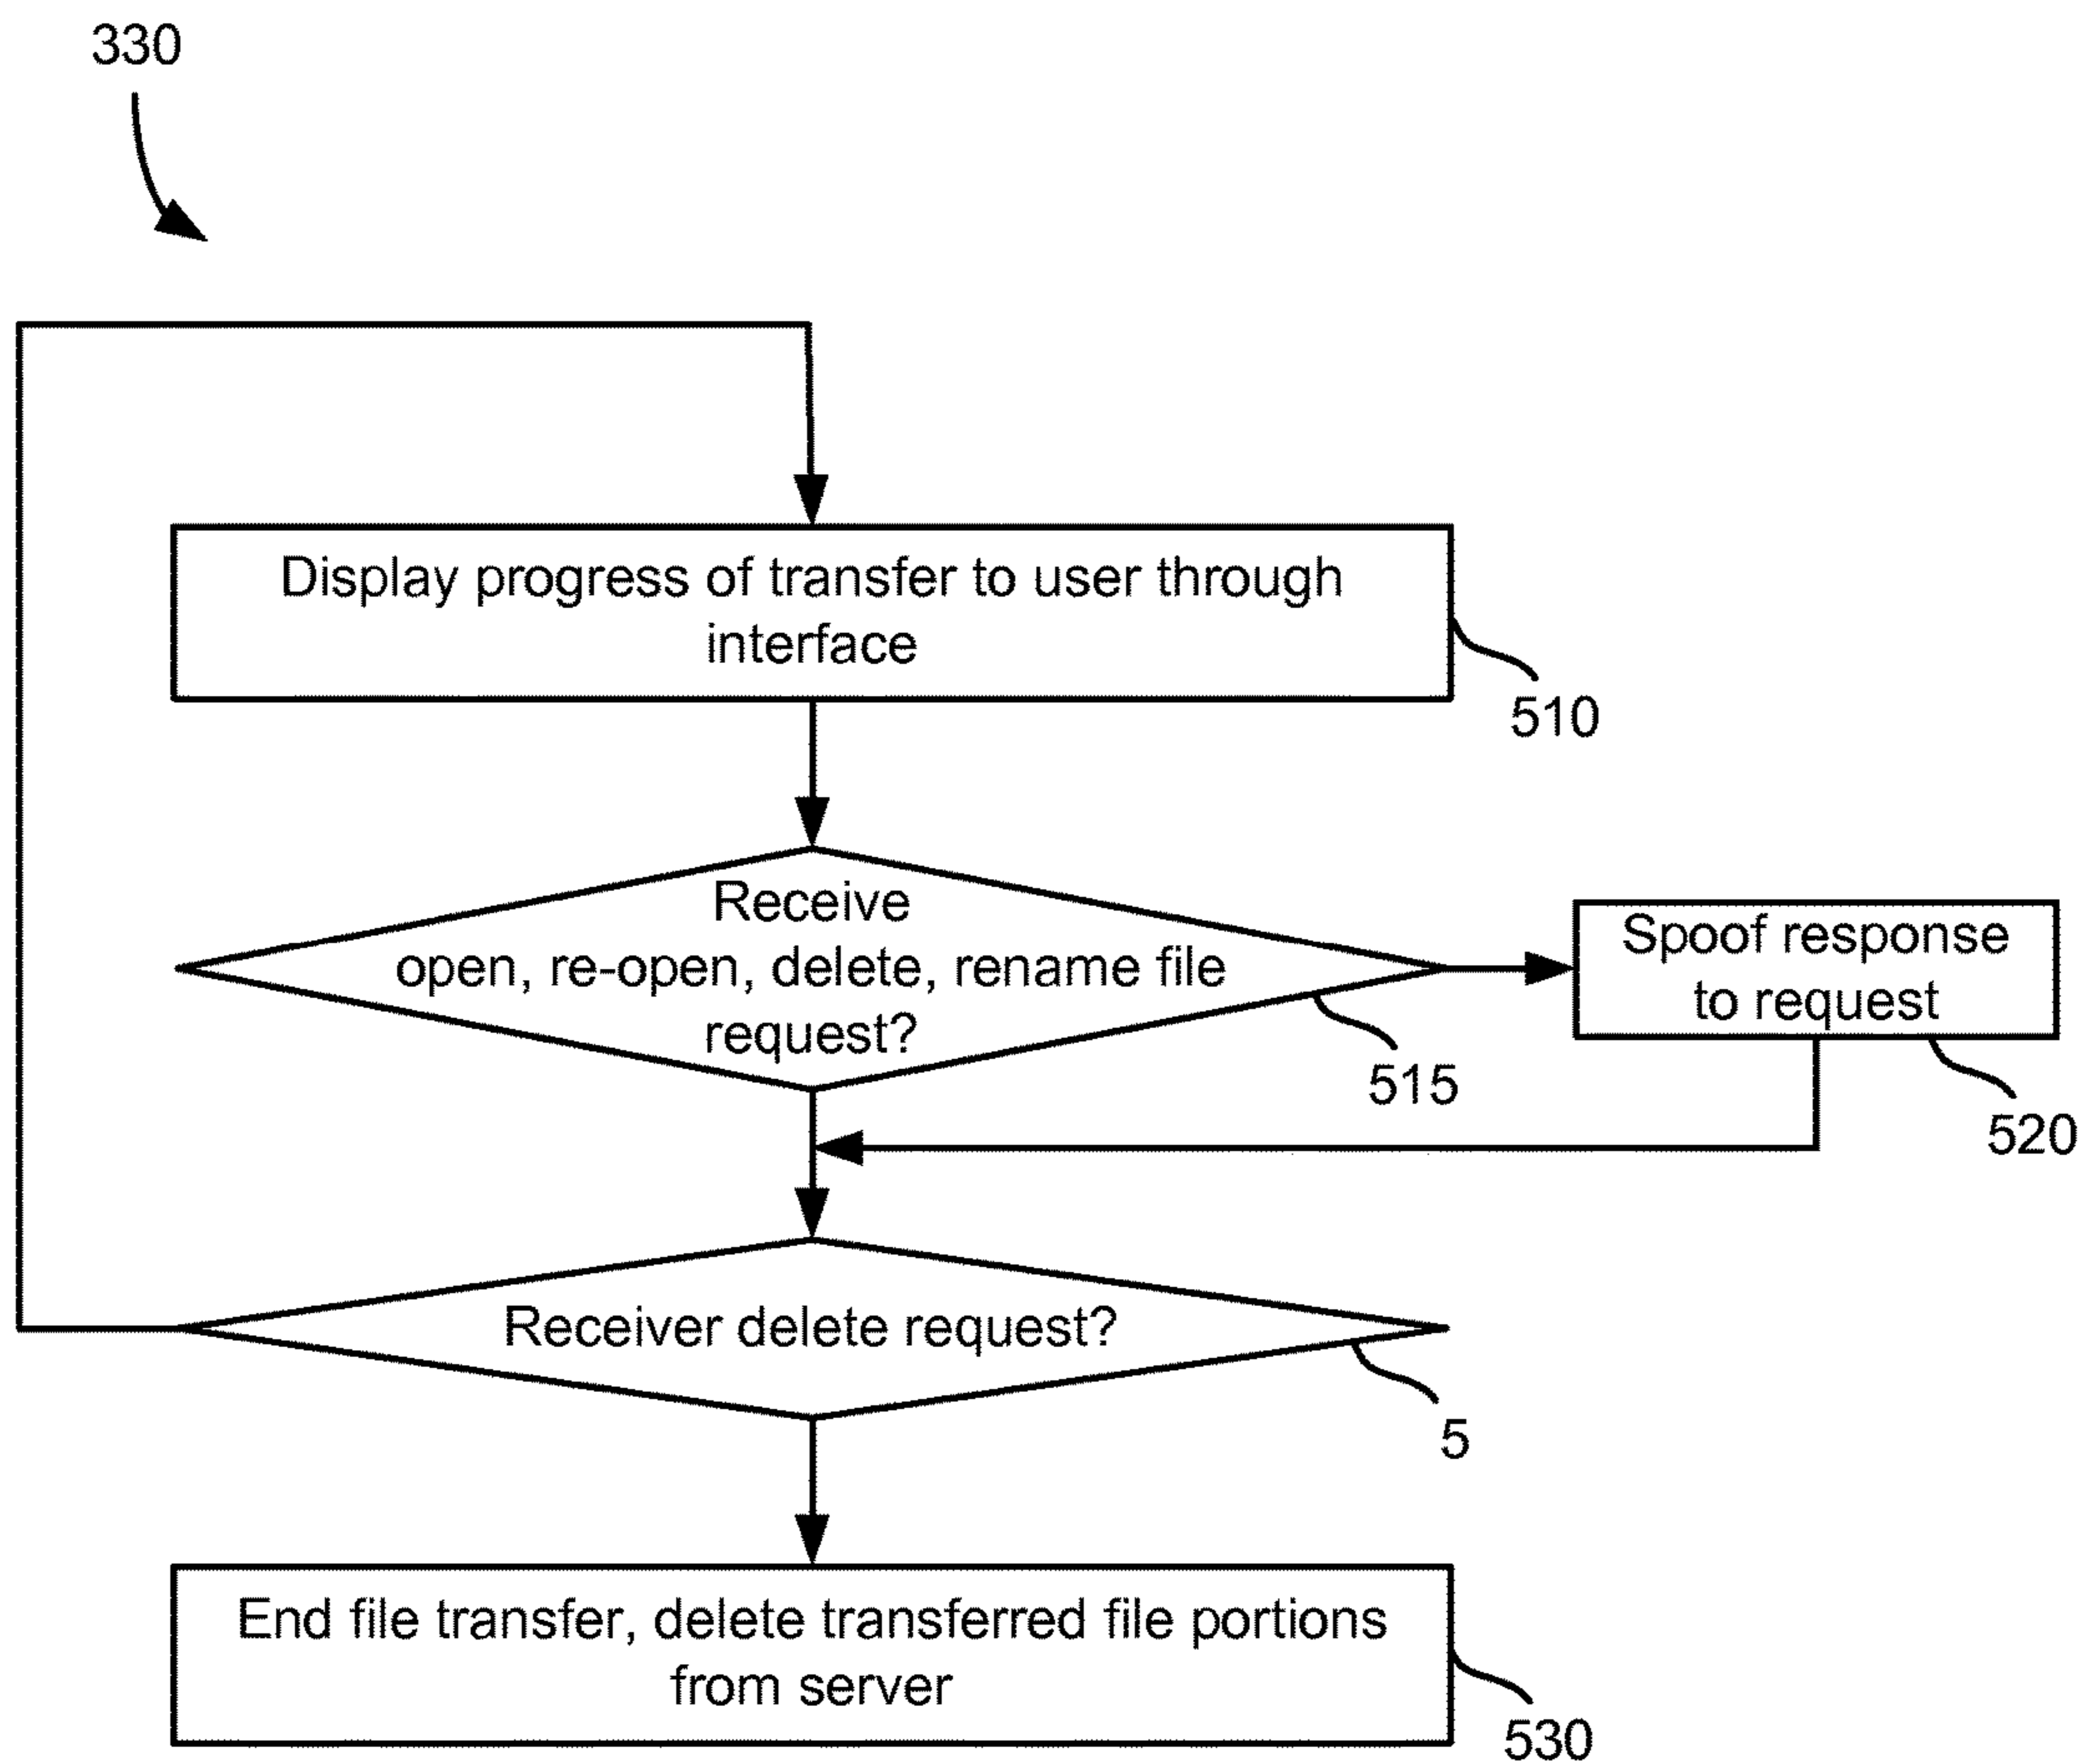 330
Display progress of transfer to user through
interface
510
Receive
open, re-open, delete, rename file
request?
515
Spoof response
to request
520
Receiver delete request?
5
End file transfer, delete transferred file portions
from server
530